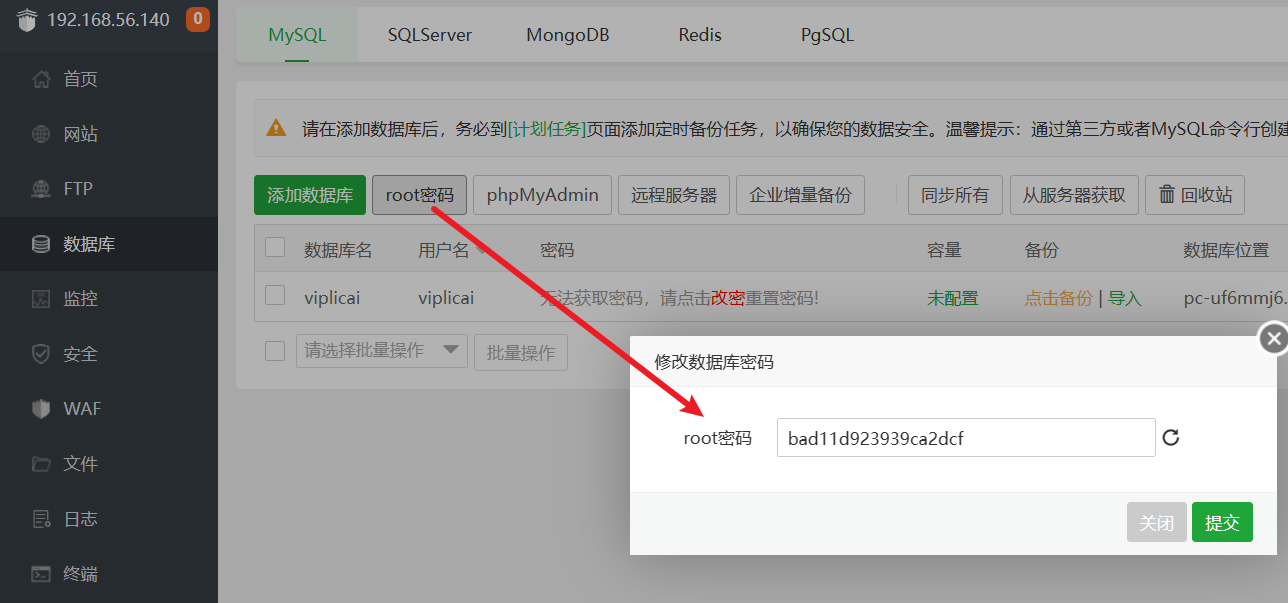 192.168.56.140 0
首页
网站
FTP
数据库
监控
安全
WAF
文件
日志
终端
MySQL SQLServer MongoDB Redis PgSQL
请在添加数据库后，务必到[计划任务]页面添加定时备份任务，以确保您的数据安全。温馨提示：通过第三方或者MySQL命令行创建
添加数据库 root密码 phpMyAdmin 远程服务器 企业增量备份 同步所有 从服务器获取 回收站
数据库名 用户名 密码 容量 备份 数据库位置
viplicai viplicai 无法获取密码，请点击改密重置密码! 未配置 点击备份 | 导入 pc-uf6mmj6.
请选择批量操作 批量操作
修改数据库密码
root密码 bad11d923939ca2dcf
关闭 提交